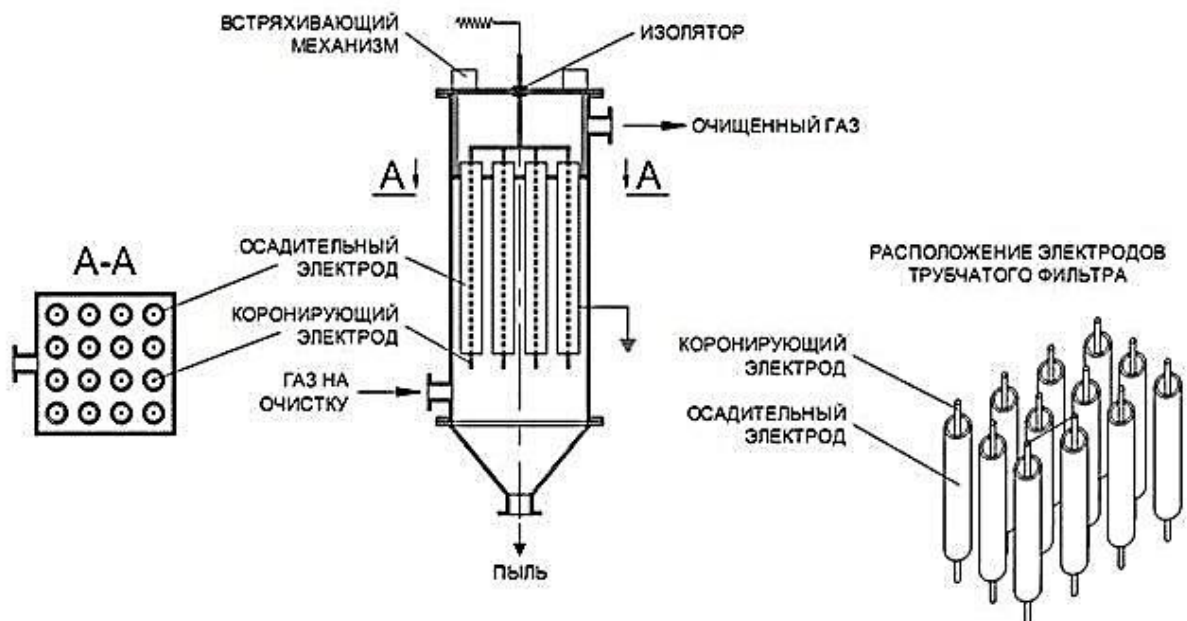 ВСТРЯХИВАЮЩИЙ
МЕХАНИЗМ
ИЗОЛЯТОР
ОЧИЩЕННЫЙ ГАЗ
А
А
А-А
ОСАДИТЕЛЬНЫЙ
ЭЛЕКТРОД
КОРОНИРУЮЩИЙ
ЭЛЕКТРОД
ГАЗ НА
ОЧИСТКУ
ПЫЛЬ
РАСПОЛОЖЕНИЕ ЭЛЕКТРОДОВ
ТРУБЧАТОГО ФИЛЬТРА
КОРОНИРУЮЩИЙ
ЭЛЕКТРОД
ОСАДИТЕЛЬНЫЙ
ЭЛЕКТРОД